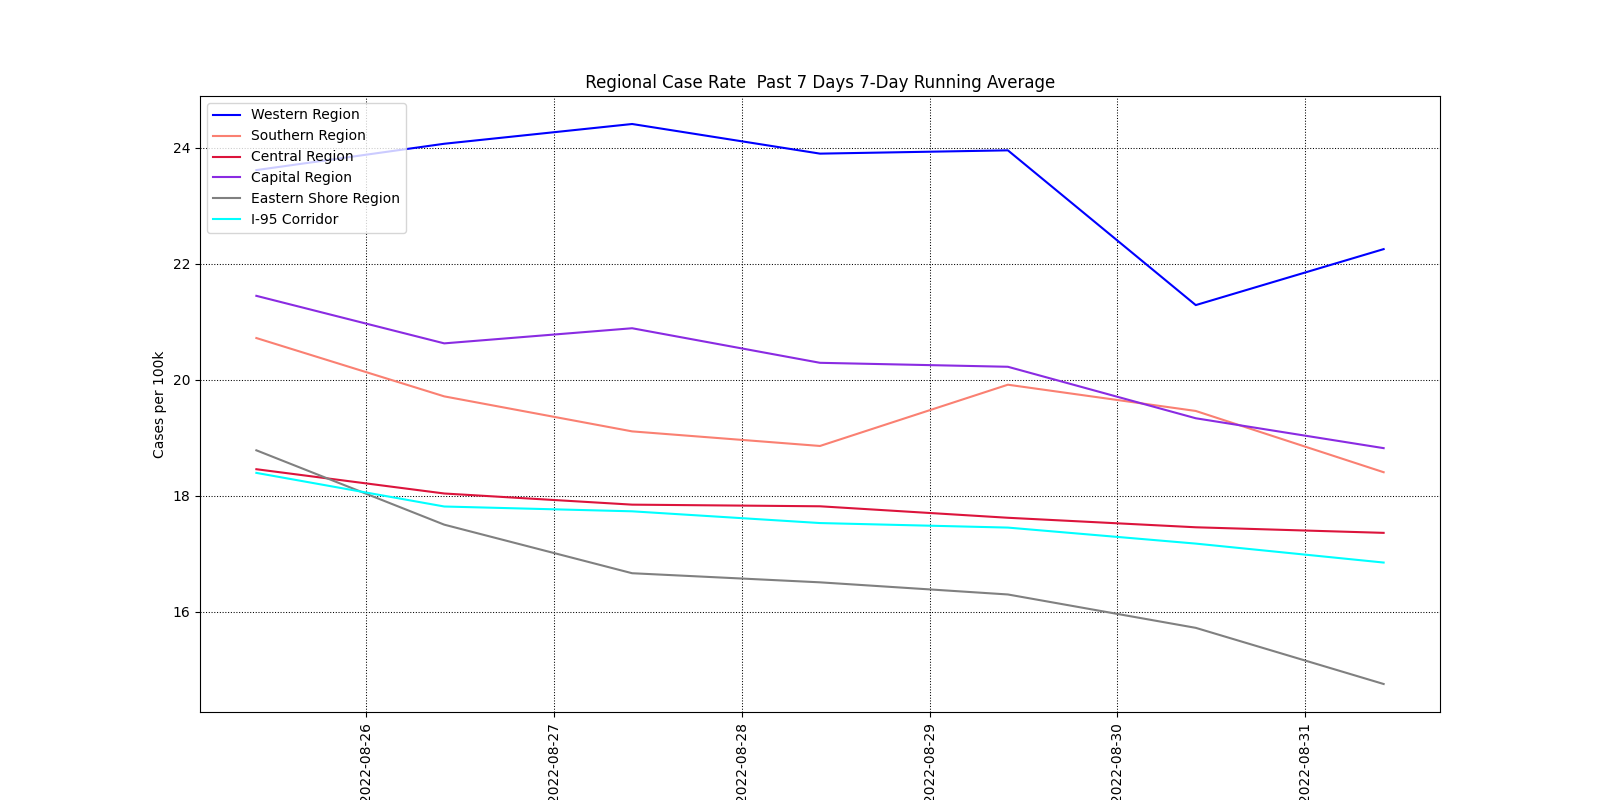 Regional Case Rate  Past 7 Days 7-Day Running Average
Western Region
Southern Region
Central Region
Capital Region
Eastern Shore Region
I-95 Corridor
24
22
20
18
16
Cases per 100k
2022-08-26
2022-08-27
2022-08-28
2022-08-29
2022-08-30
2022-08-31